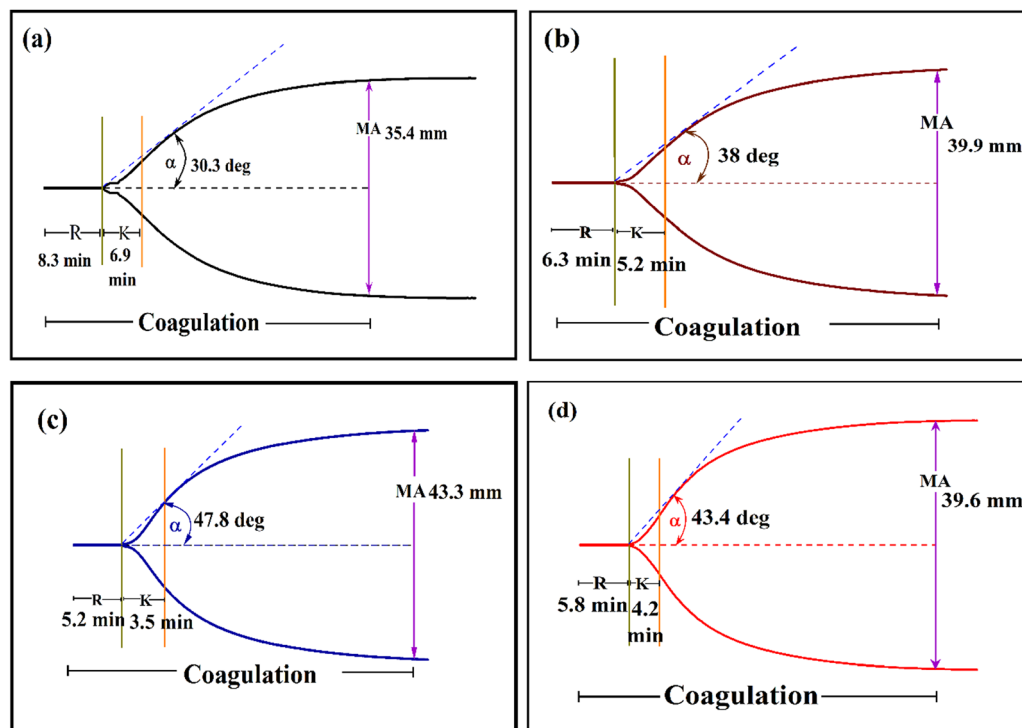 (a)
MA 35.4 mm
α
30.3 deg
R
K
8.3 min
6.9
min
Coagulation
(b)
MA
39.9 mm
α
38 deg
R
K
6.3 min
5.2 min
Coagulation
(c)
MA 43.3 mm
47.8 deg
α
R
K
5.2 min
3.5 min
Coagulation
(d)
MA
39.6 mm
α
43.4 deg
R
K
5.8 min
4.2
min
Coagulation